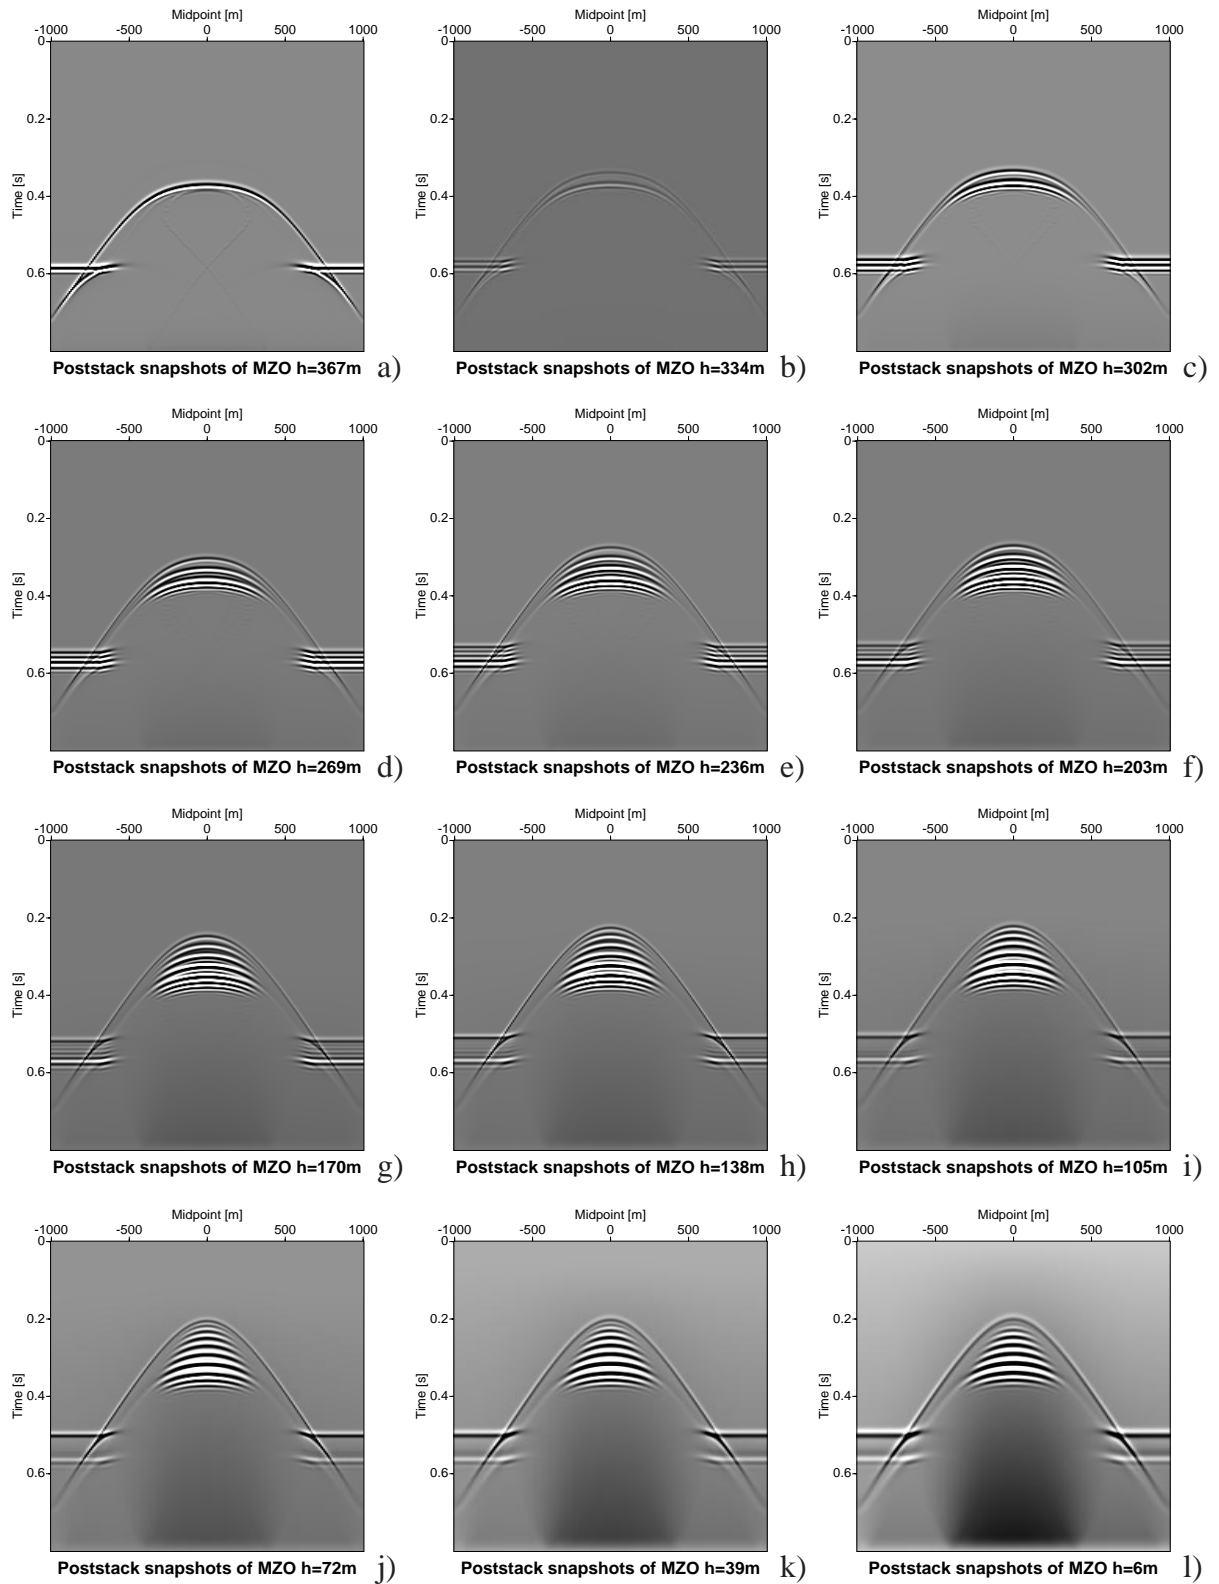 Midpoint [m] Midpoint [m] Midpoint [m]
-1000 -500 0 500 1000 -1000 -500 0 500 1000 -1000 -500 0 500 1000
0 0 0
0.2 0.2 0.2
Time [s] Time [s] Time [s]
0.4 0.4 0.4
0.6 0.6 0.6
Poststack snapshots of MZO h=367m a) Poststack snapshots of MZO h=334m b) Poststack snapshots of MZO h=302m c)
Midpoint [m] Midpoint [m] Midpoint [m]
-1000 -500 0 500 1000 -1000 -500 0 500 1000 -1000 -500 0 500 1000
0 0 0
0.2 0.2 0.2
Time [s] Time [s] Time [s]
0.4 0.4 0.4
0.6 0.6 0.6
Poststack snapshots of MZO h=269m d) Poststack snapshots of MZO h=236m e) Poststack snapshots of MZO h=203m f)
Midpoint [m] Midpoint [m] Midpoint [m]
-1000 -500 0 500 1000 -1000 -500 0 500 1000 -1000 -500 0 500 1000
0 0 0
0.2 0.2 0.2
Time [s] Time [s] Time [s]
0.4 0.4 0.4
0.6 0.6 0.6
Poststack snapshots of MZO h=170m g) Poststack snapshots of MZO h=138m h) Poststack snapshots of MZO h=105m i)
Midpoint [m] Midpoint [m] Midpoint [m]
-1000 -500 0 500 1000 -1000 -500 0 500 1000 -1000 -500 0 500 1000
0 0 0
0.2 0.2 0.2
Time [s] Time [s] Time [s]
0.4 0.4 0.4
0.6 0.6 0.6
Poststack snapshots of MZO h=72m j) Poststack snapshots of MZO h=39m k) Poststack snapshots of MZO h=6m l)